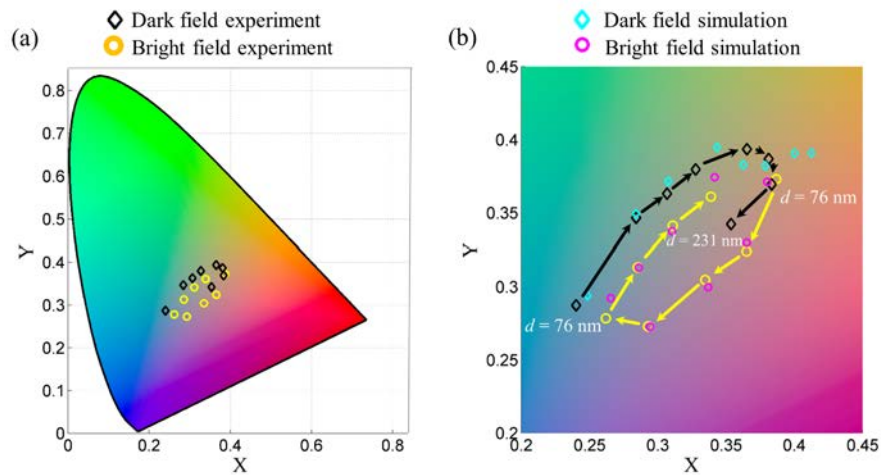 (a)
Dark field experiment
Bright field experiment
Y
0.8
0.7
0.6
0.5
0.4
0.3
0.2
0.1
0
0
0.2
0.4
0.6
0.8
X
(b)
Dark field simulation
Bright field simulation
Y
0.45
0.4
0.35
0.3
0.25
0.2
d = 76 nm
d = 231 nm
d = 76 nm
0.2
0.25
0.3
0.35
0.4
0.45
X